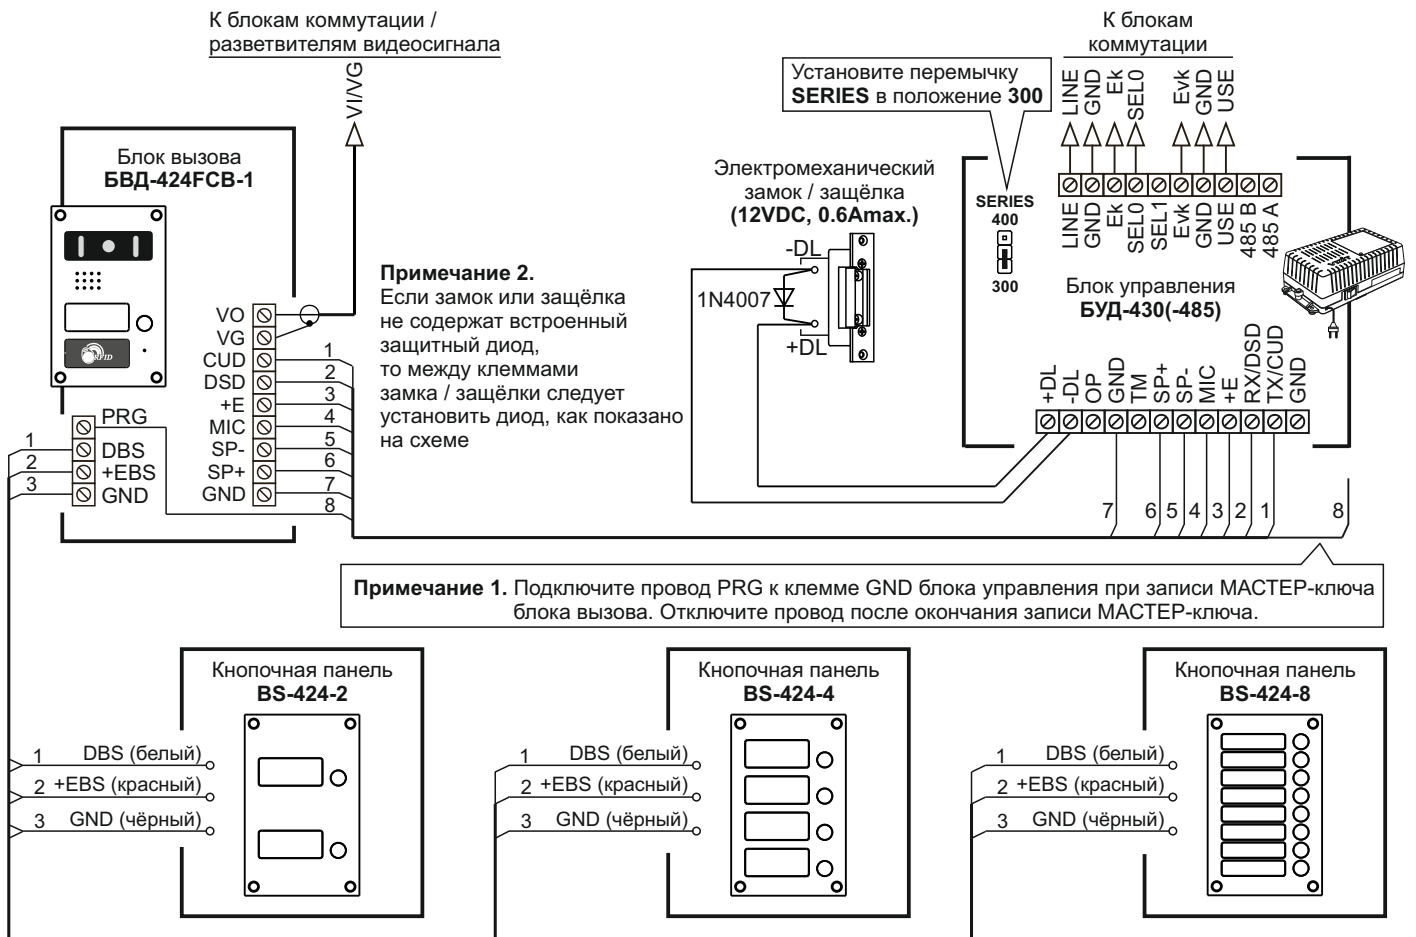 К блокам коммутации /
разветвителям видеосигнала
VI/VG
Блок вызова
БВД-424FCB-1
RFID
VO
VG
CUD
DSD
+E
MIC
SP-
SP+
GND
1
2
3
4
5
6
7
8
PRG
DBS
+EBS
GND
1
2
3
Примечание 2.
Если замок или защёлка
не содержат встроенный
защитный диод,
то между клеммами
замка / защёлки следует
установить диод, как показано
на схеме
Электромеханический
замок / защёлка
(12VDC, 0.6Amax.)
-DL
1N4007
+DL
Установите перемычку
SERIES в положение 300
SERIES
400
300
К блокам
коммутации
LINE
GND
Ek
SEL0
Evk
GND
USE
LINE
GND
Ek
SEL0
SEL1
Evk
GND
USE
485 B
485 A
Блок управления
БУД-430(-485)
+DL
-DL
OP
GND
TM
SP+
SP-
MIC
+E
RX/DSD
TX/CUD
GND
7
6
5
4
3
2
1
8
Примечание 1. Подключите провод PRG к клемме GND блока управления при записи МАСТЕР-ключа
блока вызова. Отключите провод после окончания записи МАСТЕР-ключа.
Кнопочная панель
BS-424-2
1 DBS (белый)
2 +EBS (красный)
3 GND (чёрный)
Кнопочная панель
BS-424-4
1 DBS (белый)
2 +EBS (красный)
3 GND (чёрный)
Кнопочная панель
BS-424-8
1 DBS (белый)
2 +EBS (красный)
3 GND (чёрный)